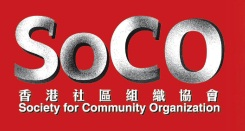 SoCO
香港社區組織協會
Society for Community Organization